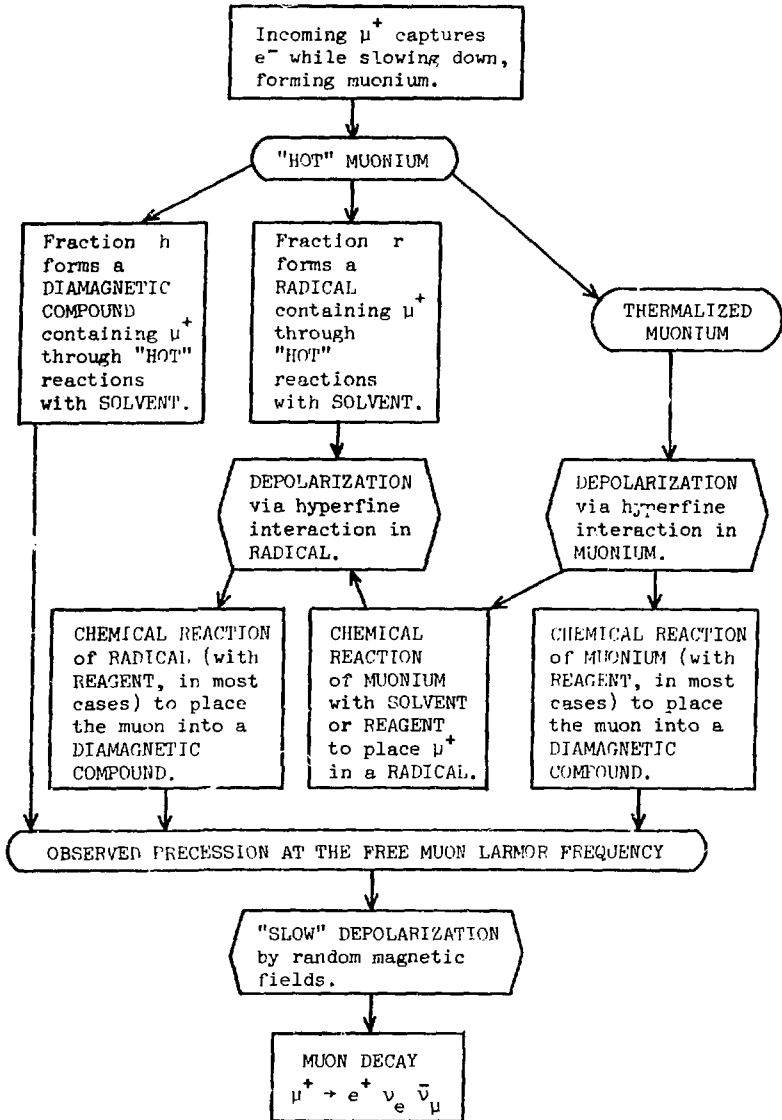 Incoming μ⁺ captures
e⁻ while slowing down,
forming muonium.
"HOT" MUONIUM
Fraction h
forms a
DIAMAGNETIC
COMPOUND
containing μ⁺
through "HOT"
reactions
with SOLVENT.
Fraction r
forms a
RADICAL
containing μ⁺
through
"HOT"
reactions
with SOLVENT.
THERMALIZED
MUONIUM
DEPOLARIZATION
via hyperfine
interaction in
RADICAL.
DEPOLARIZATION
via hyperfine
interaction in
MUONIUM.
CHEMICAL REACTION
of RADICAL (with
REAGENT, in most
cases) to place
the muon into a
DIAMAGNETIC
COMPOUND.
CHEMICAL
REACTION
of MUONIUM
with SOLVENT
or REAGENT
to place μ⁺
in a RADICAL.
CHEMICAL REACTION
of MUONIUM (with
REAGENT, in most
cases) to place
the muon into a
DIAMAGNETIC
COMPOUND.
OBSERVED PRECESSION AT THE FREE MUON LARMOR FREQUENCY
"SLOW" DEPOLARIZATION
by random magnetic
fields.
MUON DECAY
μ⁺ → e⁺ νₑ ν̄_μ